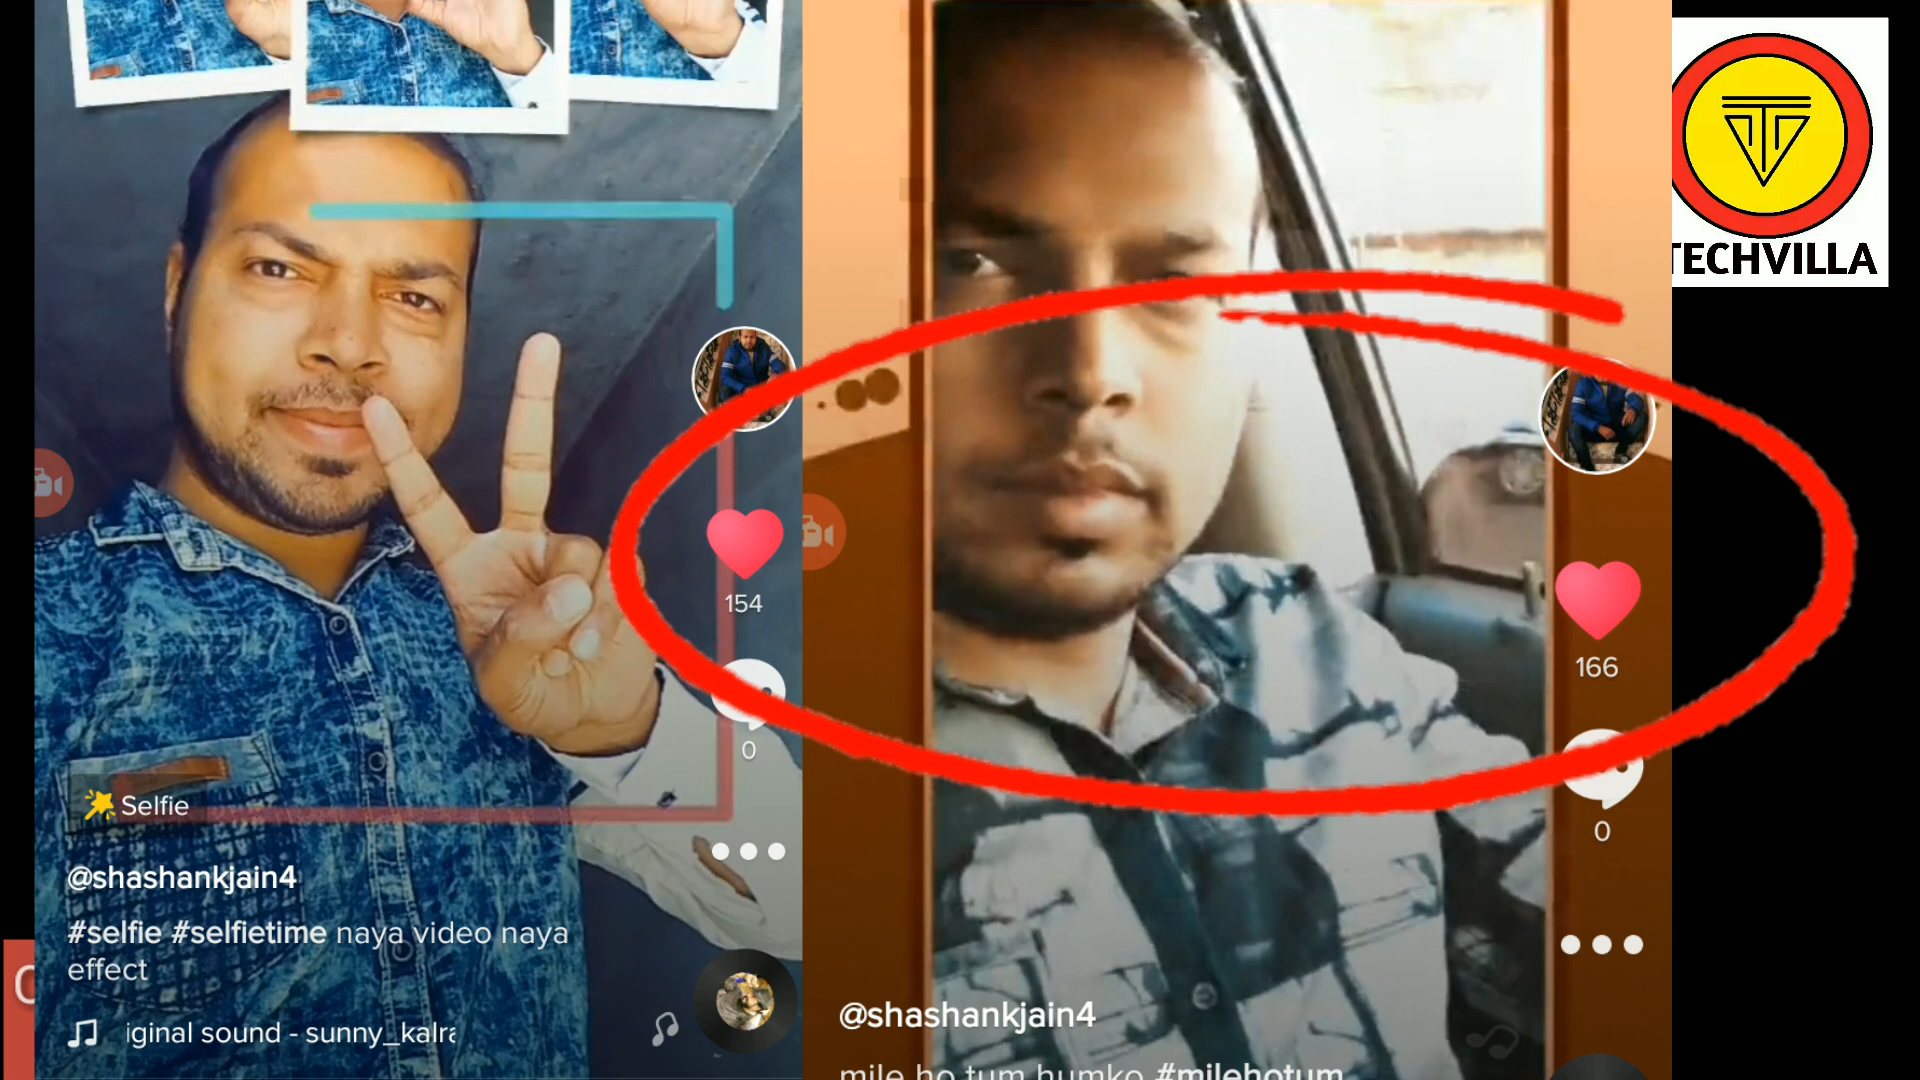 TECHVILLA
154
0
Selfie
@shashankjain4
#selfie #selfietime naya video naya
effect
iginal sound - sunny_kalra
166
0
@shashankjain4
mile ho tum humko #milehotum